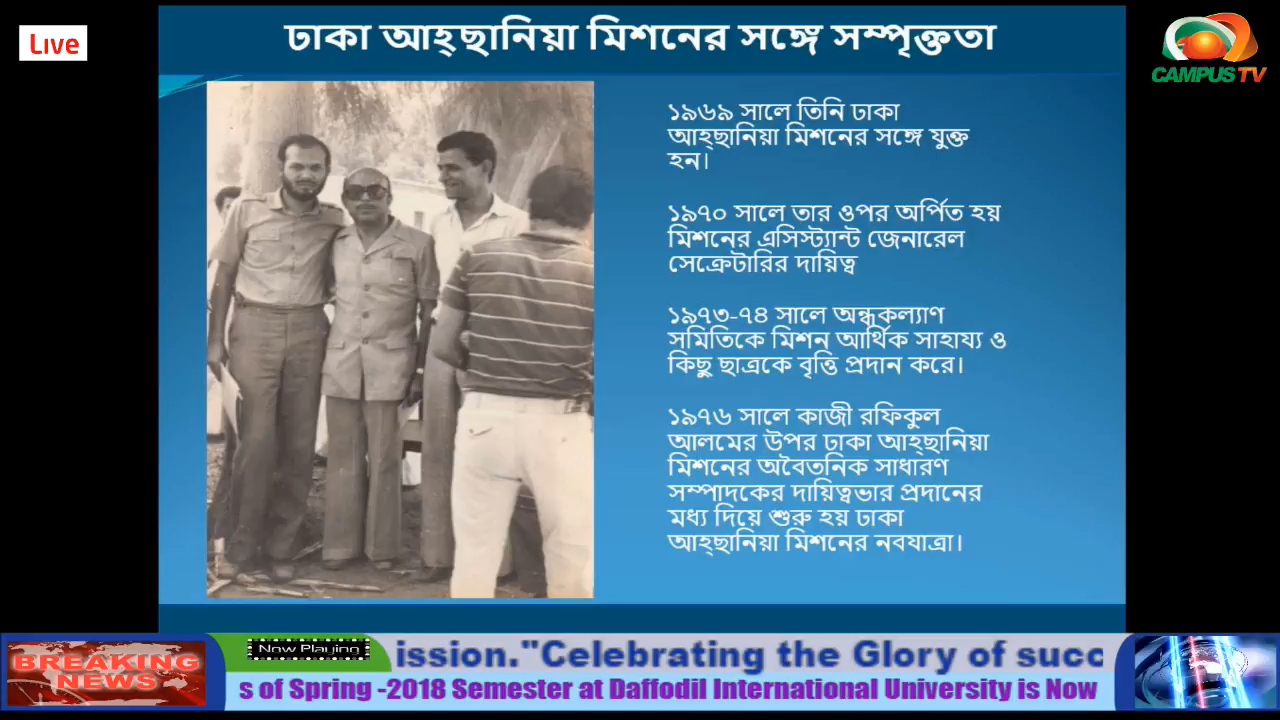 Live
ঢাকা আহ্ছানিয়া মিশনের সঙ্গে সম্পৃক্ততা
CAMPUS TV
১৯৬৯ সালে তিনি ঢাকা
আহ্ছানিয়া মিশনের সঙ্গে যুক্ত
হন।
১৯৭০ সালে তার ওপর অর্পিত হয়
মিশনের এসিস্ট্যান্ট জেনারেল
সেক্রেটারির দায়িত্ব
১৯৭৩-৭৪ সালে অন্ধকল্যাণ
সমিতিকে মিশন আর্থিক সাহায্য ও
কিছু ছাত্রকে বৃত্তি প্রদান করে।
১৯৭৬ সালে কাজী রফিকুল
আলমের উপর ঢাকা আহ্ছানিয়া
মিশনের অবৈতনিক সাধারণ
সম্পাদকের দায়িত্বভার প্রদানের
মধ্য দিয়ে শুরু হয় ঢাকা
আহ্ছানিয়া মিশনের নবযাত্রা।
BREAKING
NEWS
Now Playing
ission "Celebrating the Glory of succ
s of Spring -2018 Semester at Daffodil International University is Now